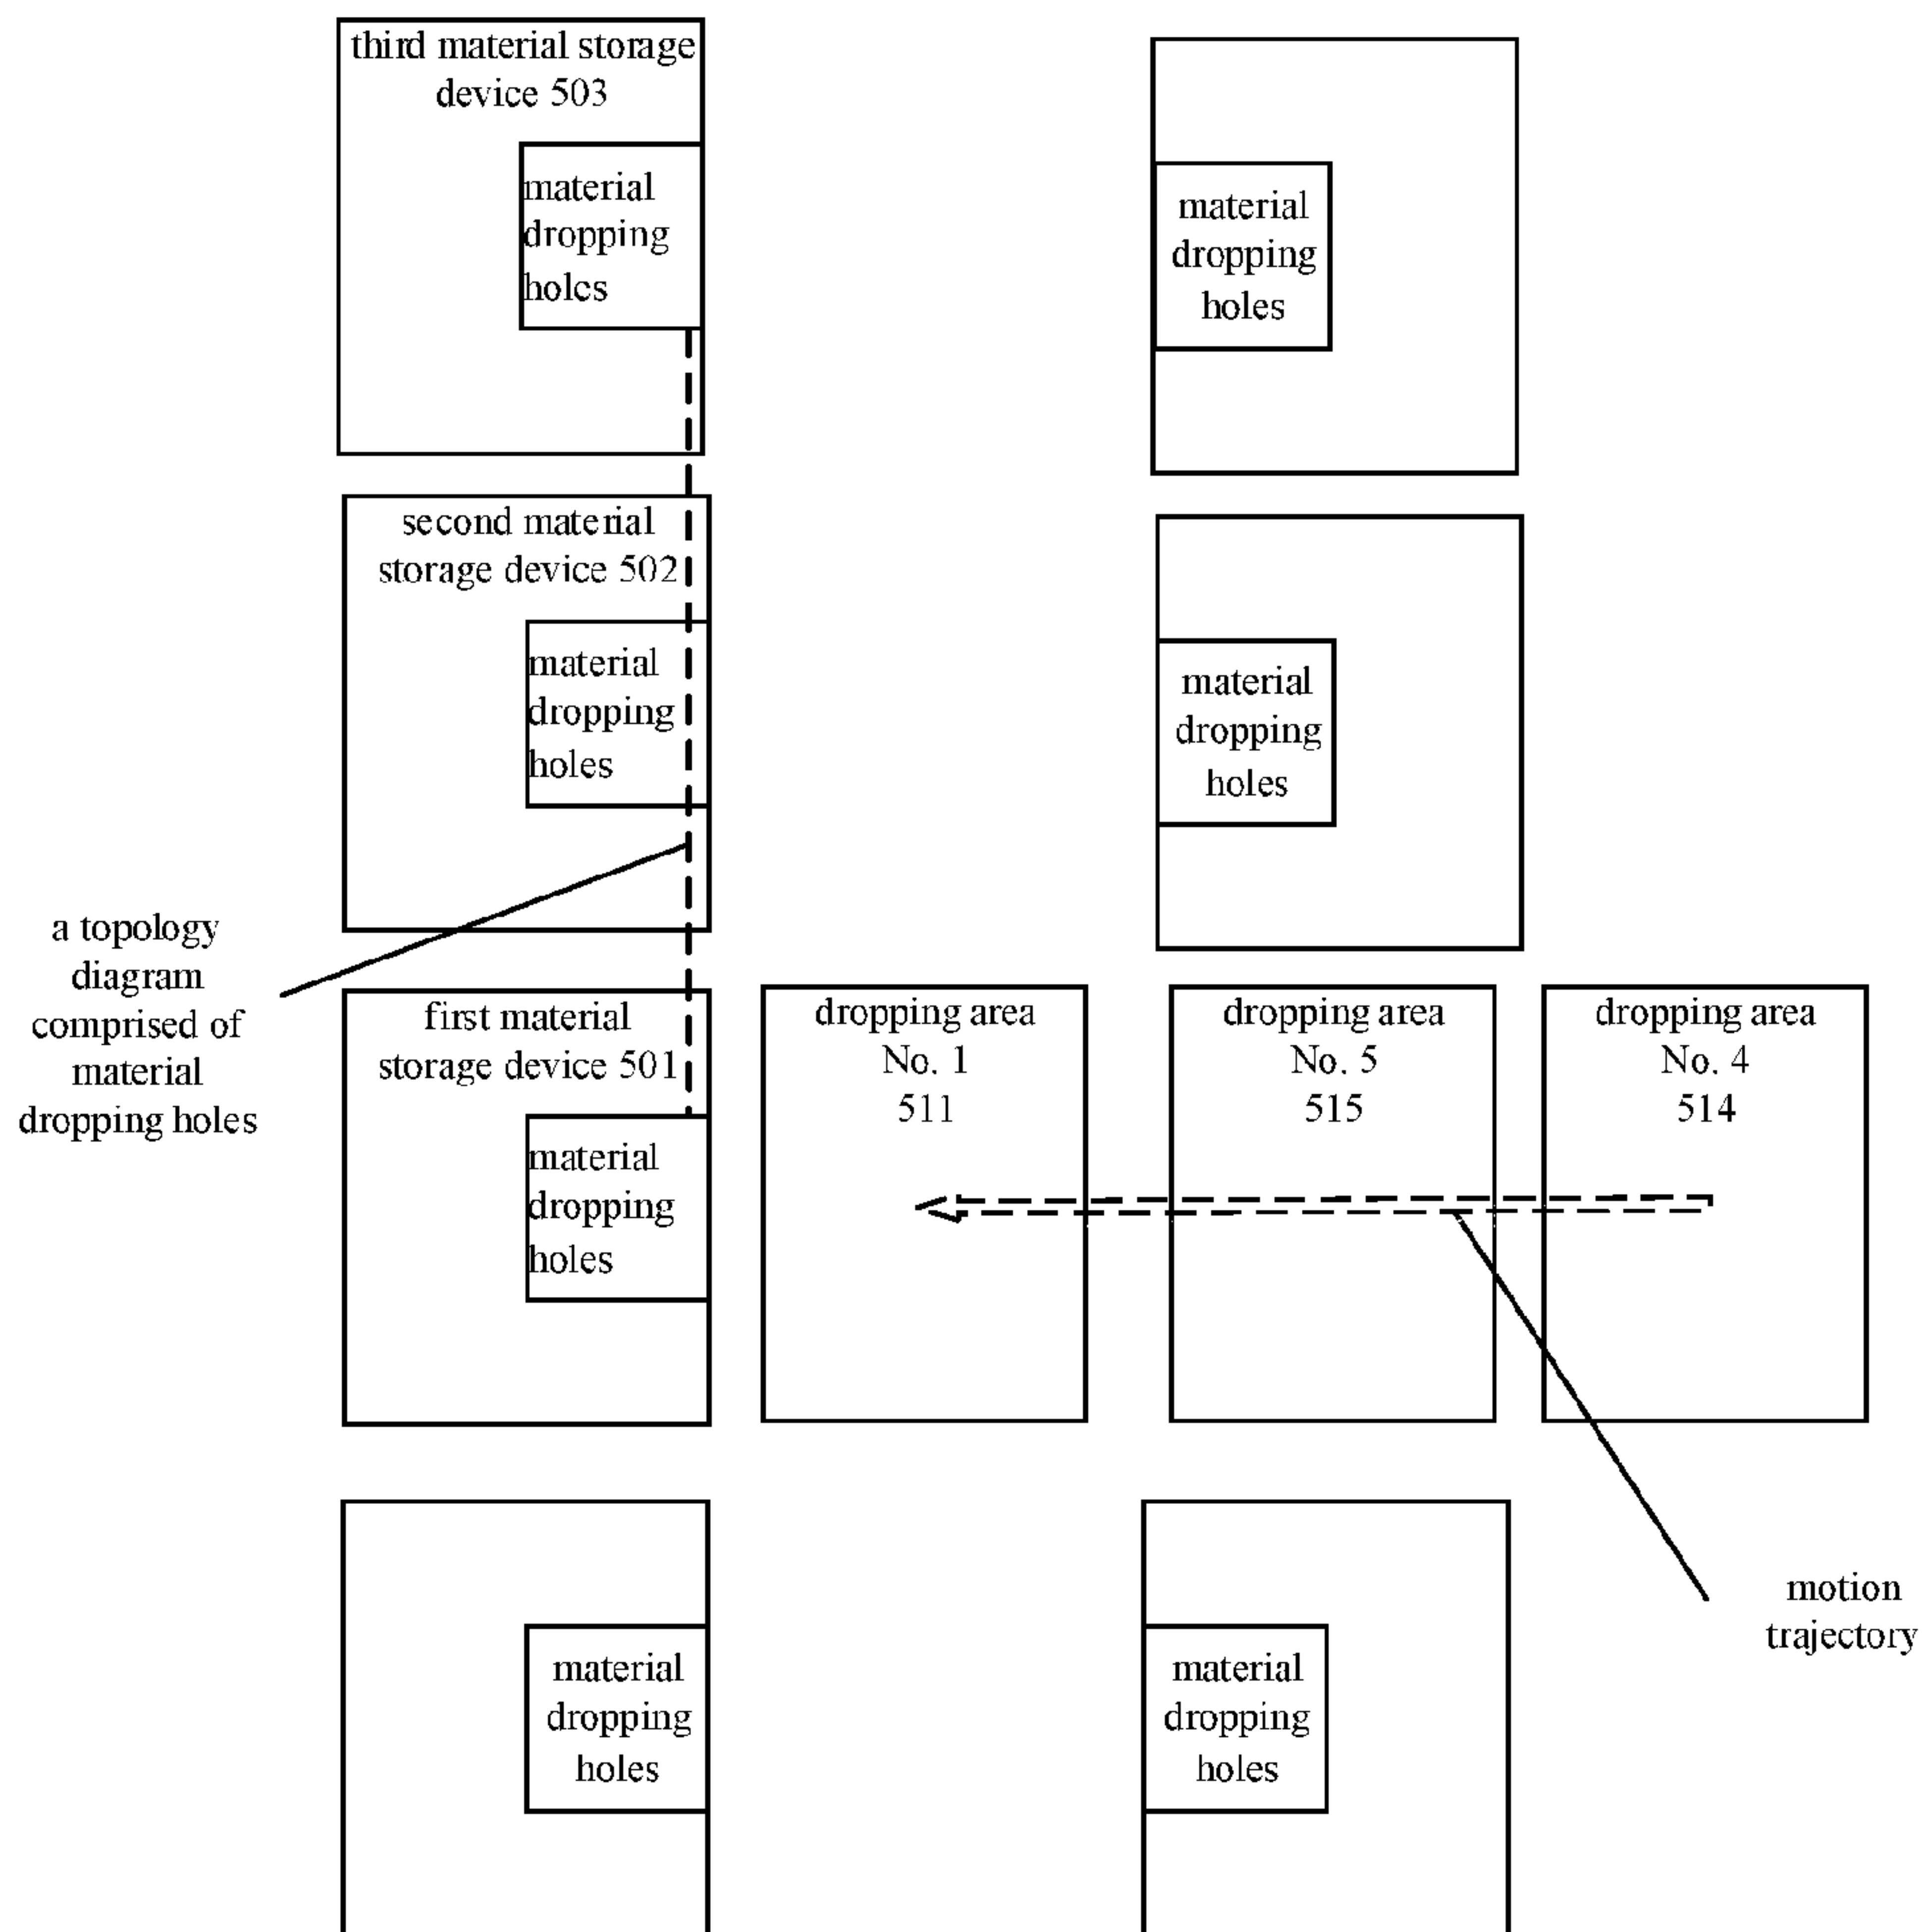 third material storage
device 503
material
dropping
holes
material
dropping
holes
second material
storage device 502
material
dropping
holes
material
dropping
holes
a topology
diagram
comprised of
material
dropping holes
first material
storage device 501
material
dropping
holes
dropping area
No. 1
511
dropping area
No. 5
515
dropping area
No. 4
514
motion
trajectory
material
dropping
holes
material
dropping
holes